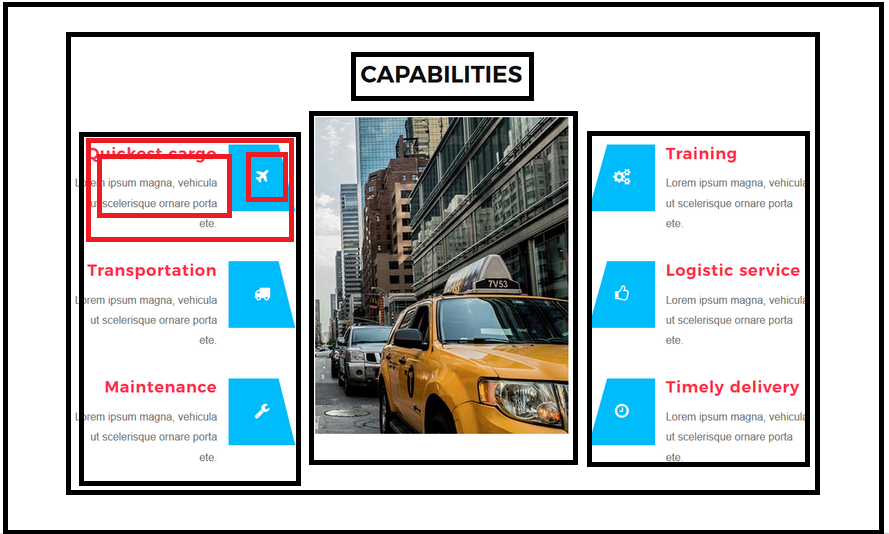 CAPABILITIES
Quickest cargo
Lorem ipsum magna, vehicula
ut scelerisque ornare porta
ete.
Transportation
Lorem ipsum magna, vehicula
ut scelerisque ornare porta
ete.
Maintenance
Lorem ipsum magna, vehicula
ut scelerisque ornare porta
ete.
7V53
Training
Lorem ipsum magna, vehicula
ut scelerisque ornare porta
ete.
Logistic service
Lorem ipsum magna, vehicula
ut scelerisque ornare porta
ete.
Timely delivery
Lorem ipsum magna, vehicula
ut scelerisque ornare porta
ete.